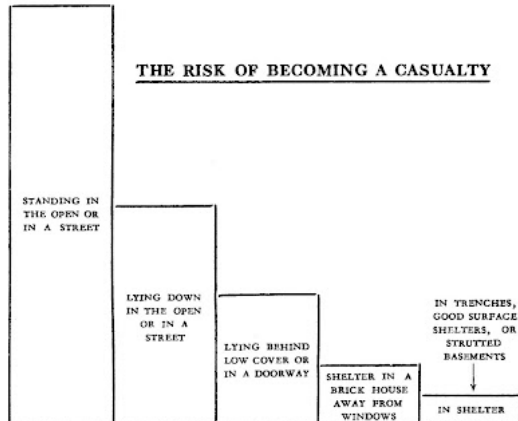 THE RISK OF BECOMING A CASUALTY
STANDING IN
THE OPEN OR
IN A STREET
LYING DOWN
IN THE OPEN
OR IN A
STREET
LYING BEHIND
LOW COVER OR
IN A DOORWAY
SHELTER IN A
BRICK HOUSE
AWAY FROM
WINDOWS
IN TRENCHES,
GOOD SURFACE
SHELTERS, OR
STRUTTED
BASEMENTS
IN SHELTER